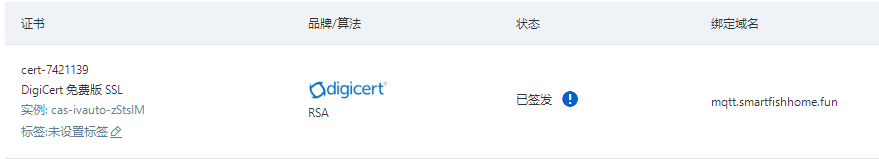 证书 品牌/算法 状态 绑定域名
cert-7421139
DigiCert 免费版 SSL
实例: cas-ivauto-zStslM
标签:未设置标签
digicert®
RSA
已签发
mqtt.smartfishhome.fun